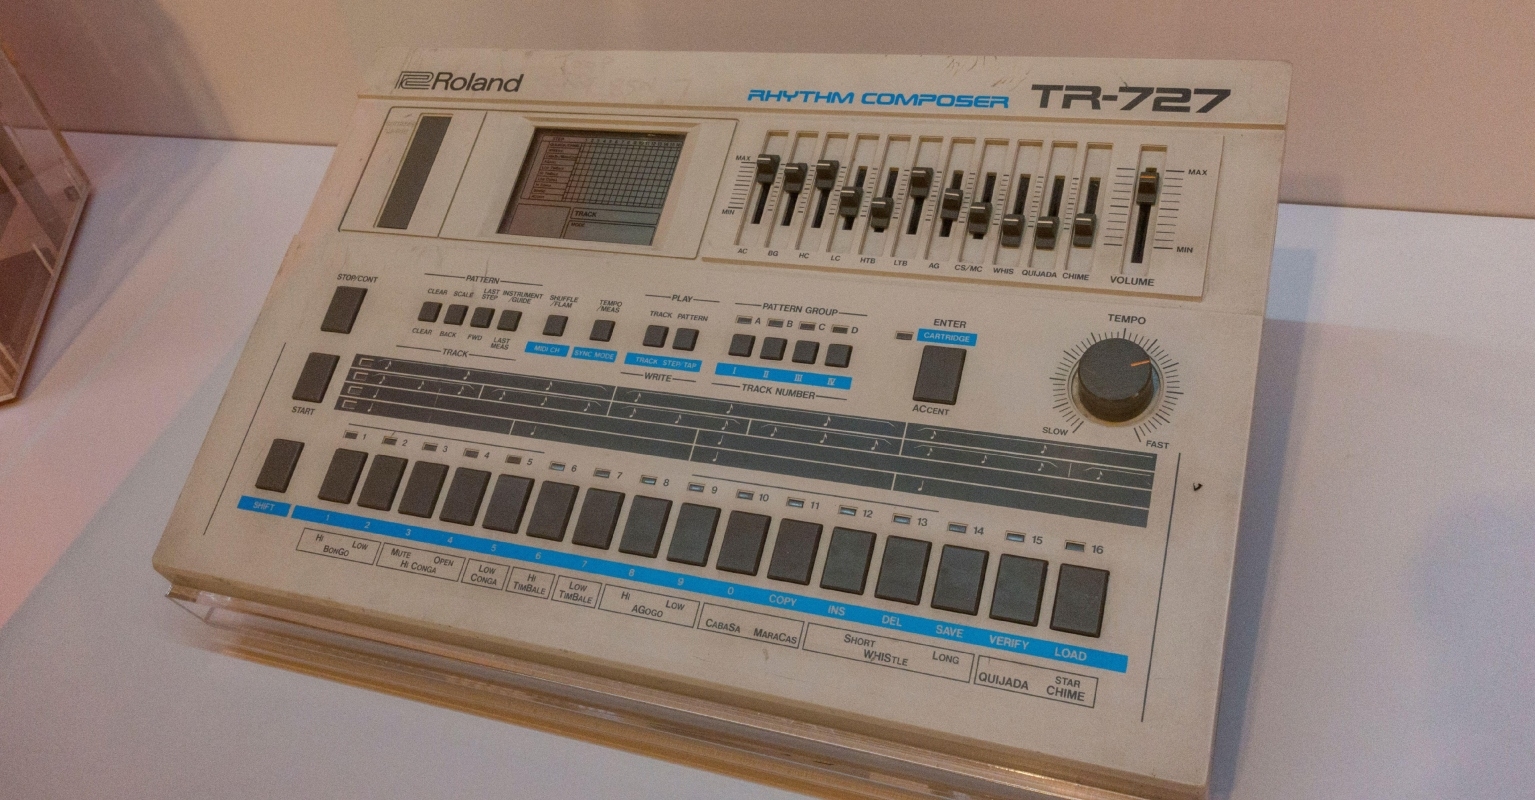 Roland
RHYTHM COMPOSER TR-727
MAX
MIN
AC BG HC LC HTB LTB AG CS/MC WHIS QUIJADA CHIME
MAX
MIN
VOLUME
TRACK
MODE
STOP/CONT
PATTERN
CLEAR SCALE LAST STEP INSTRUMENT /GUIDE
SHUFFLE /FLAM
TEMPO /MEAS
CLEAR BACK FWD LAST MEAS
TRACK
MIDI CH
SYNC MODE
PLAY
TRACK PATTERN
TRACK STEP/TAP
WRITE
PATTERN GROUP
A B C D
I II III IV
TRACK NUMBER
ENTER
CARTRIDGE
ACCENT
TEMPO
SLOW
FAST
START
1 2 3 4 5 6 7 8 9 10 11 12 13 14 15 16
SHIFT
1 2 3 4 5 6 7 8 9 0 COPY INS DEL SAVE VERIFY LOAD
HI LOW
BONGO
MUTE OPEN
HI CONGA
LOW
CONGA
HI
TIMBALE
LOW
TIMBALE
HI LOW
AGOGO
CABASA MARACAS
SHORT LONG
WHISTLE
QUIJADA
STAR
CHIME